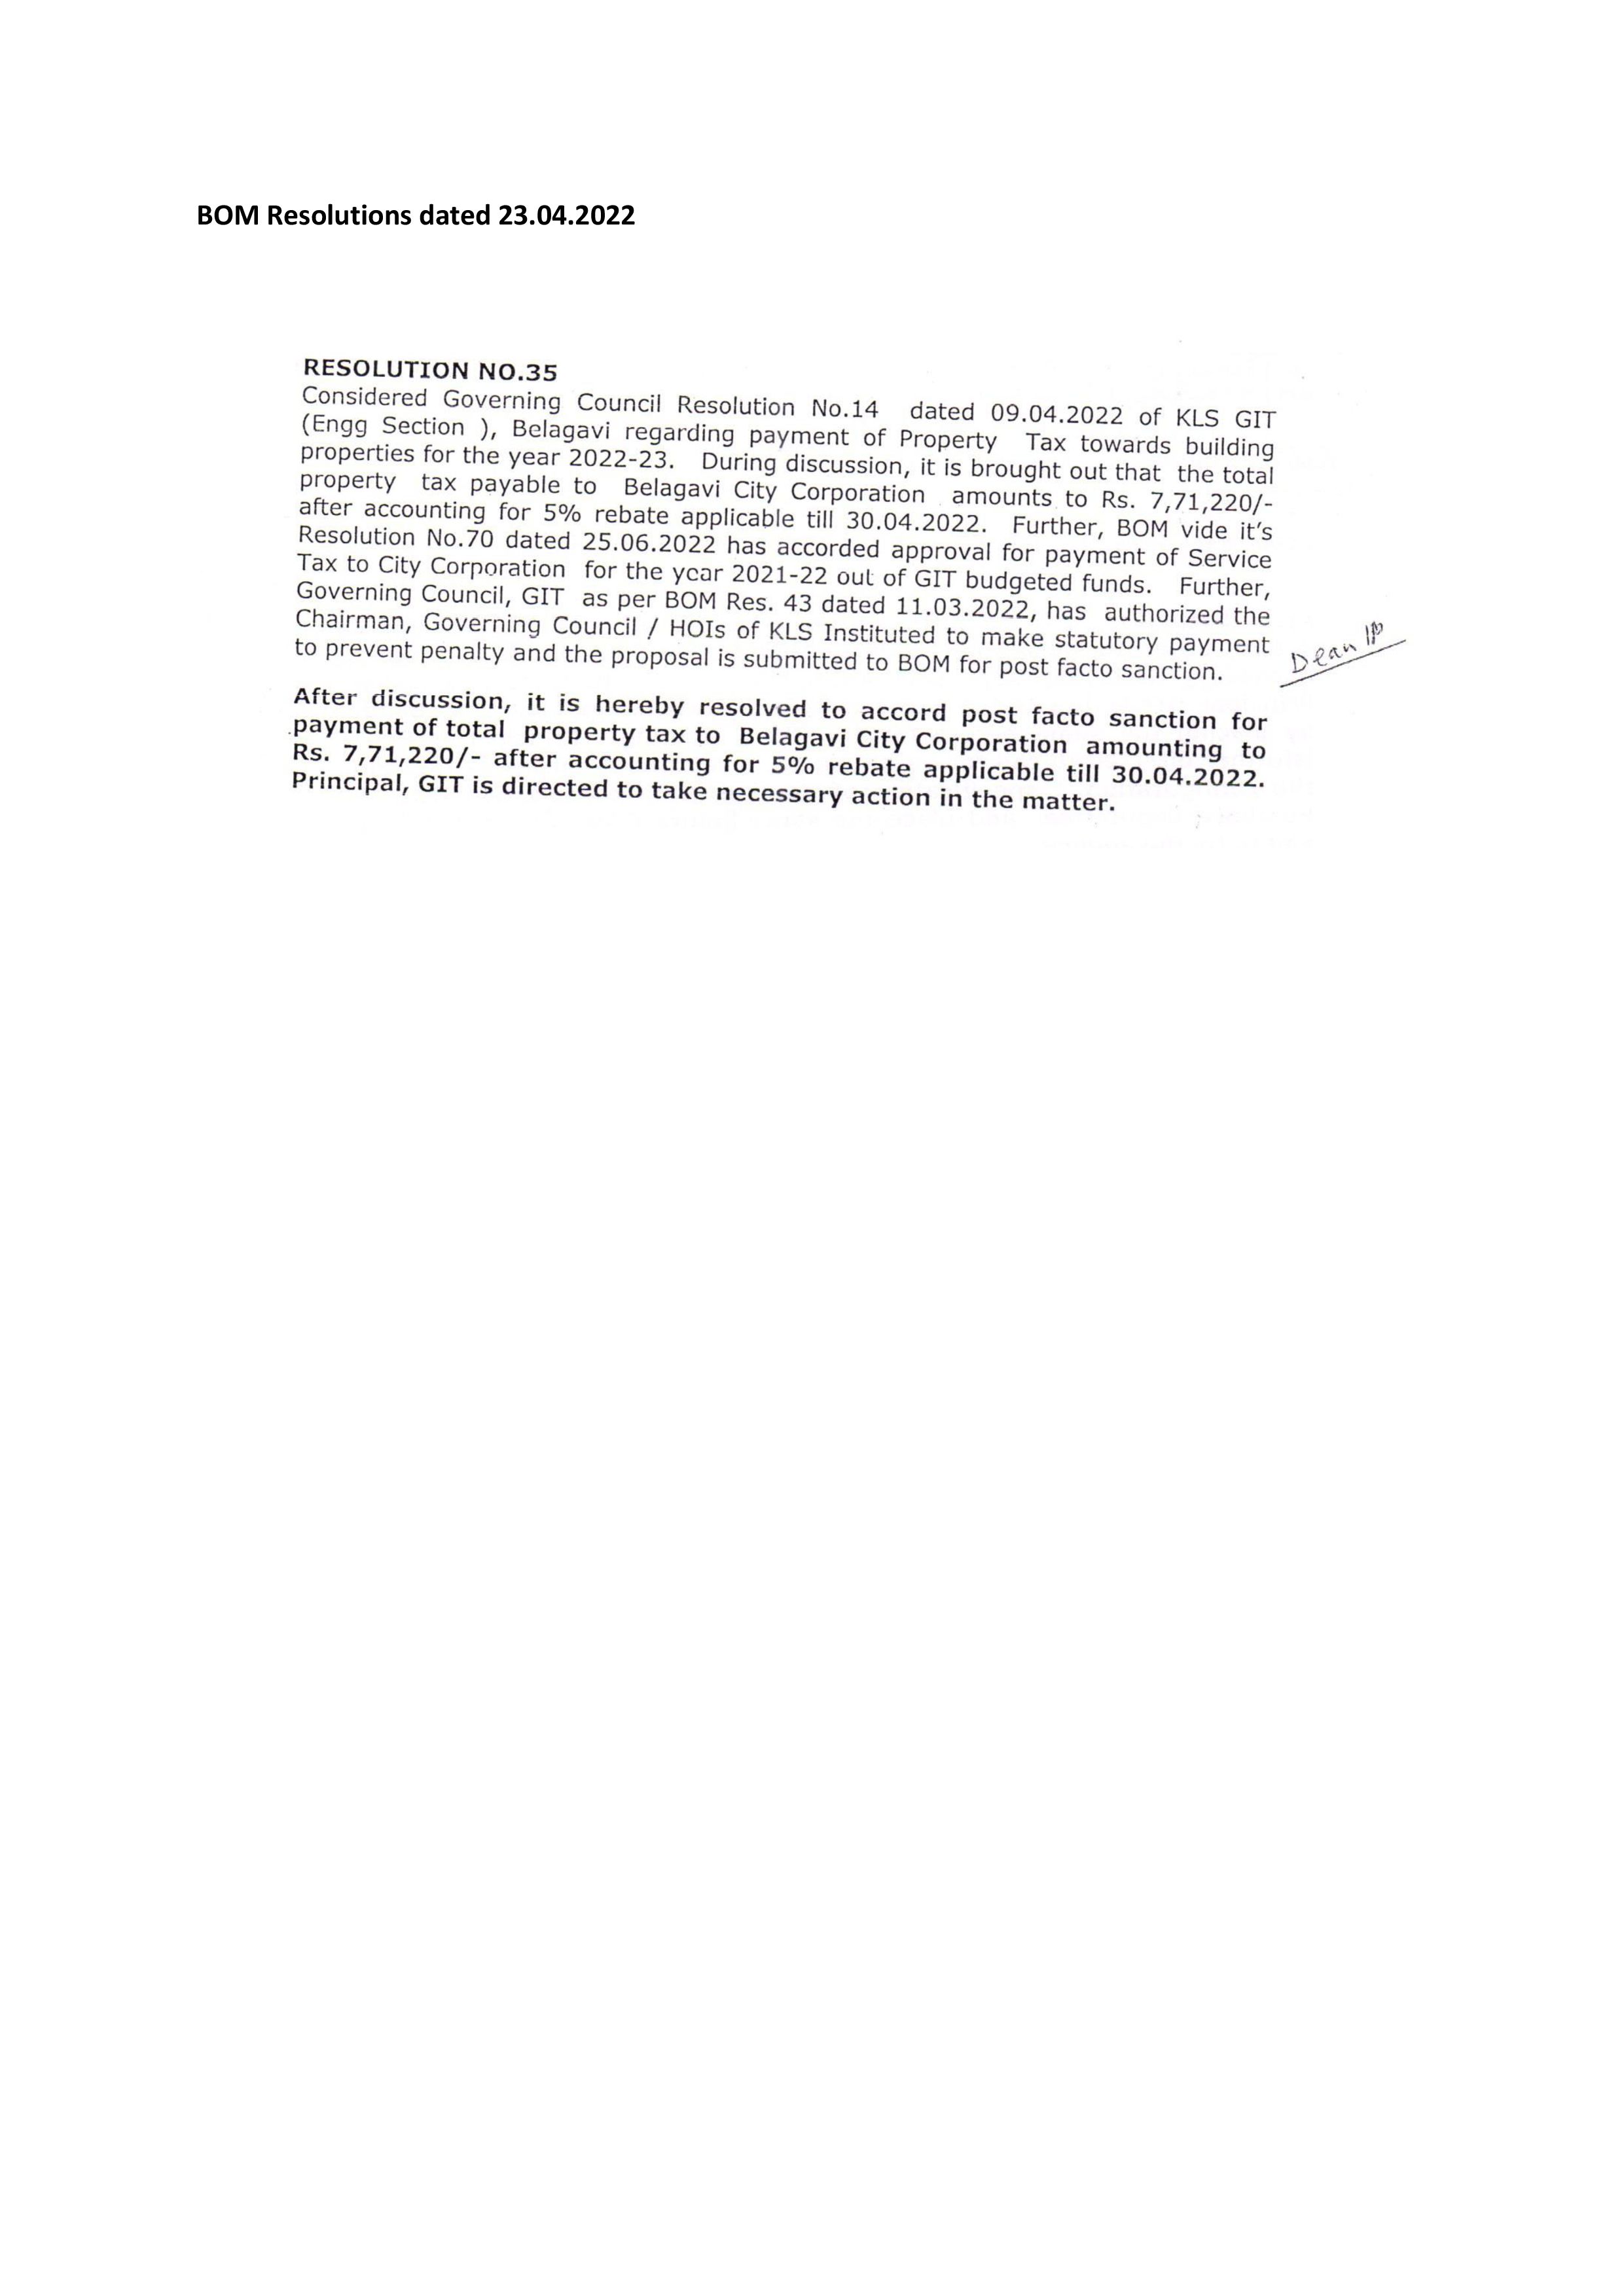 BOM Resolutions dated 23.04.2022
RESOLUTION NO.35
Considered Governing Council Resolution No.14 dated 09.04.2022 of KLS GIT
(Engg Section ), Belagavi regarding payment of Property Tax towards building
properties for the year 2022-23. During discussion, it is brought out that the total
property tax payable to Belagavi City Corporation amounts to Rs. 7,71,220/-
after accounting for 5% rebate applicable till 30.04.2022. Further, BOM vide it's
Resolution No.70 dated 25.06.2022 has accorded approval for payment of Service
Tax to City Corporation for the year 2021-22 out of GIT budgeted funds. Further,
Governing Council, GIT as per BOM Res. 43 dated 11.03.2022, has authorized the
Chairman, Governing Council / HOIs of KLS Instituted to make statutory payment
to prevent penalty and the proposal is submitted to BOM for post facto sanction.
Dean
After discussion, it is hereby resolved to accord post facto sanction for
payment of total property tax to Belagavi City Corporation amounting to
Rs. 7,71,220/- after accounting for 5% rebate applicable till 30.04.2022.
Principal, GIT is directed to take necessary action in the matter.